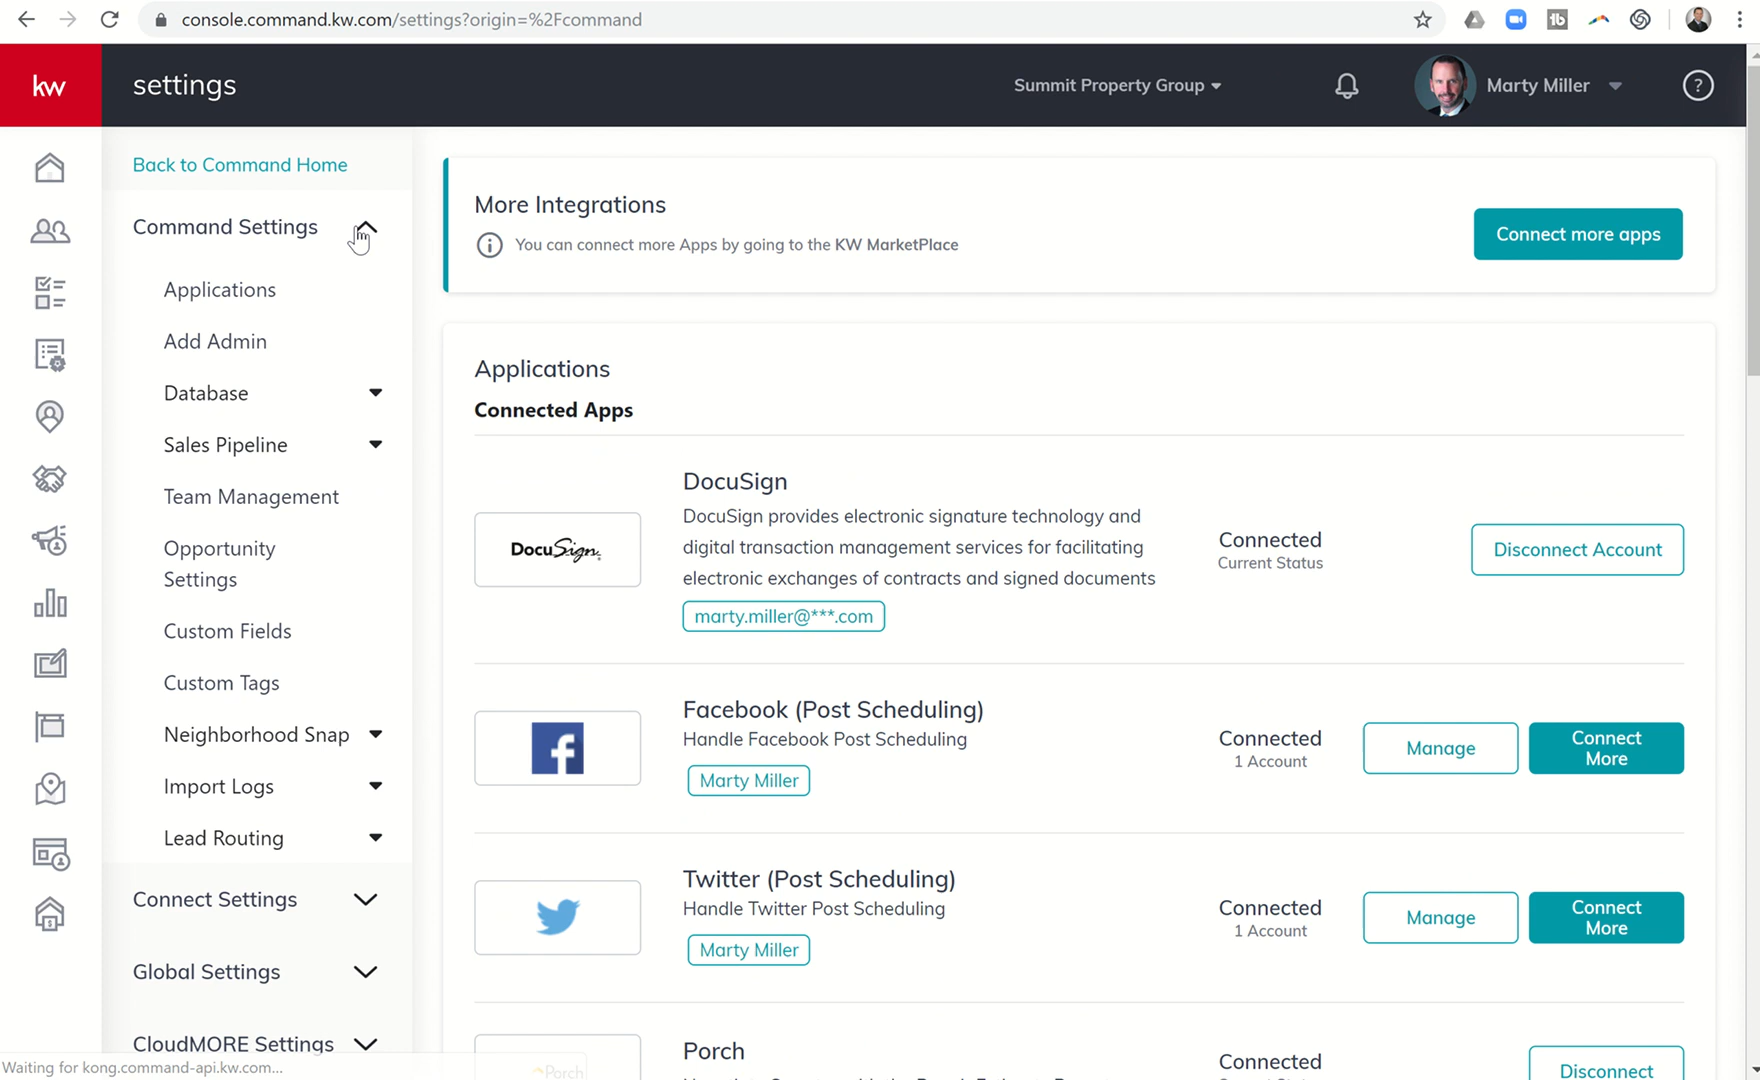 console.command.kw.com/settings?origin=%2Fcommand
kw
settings
Summit Property Group
Marty Miller
?
Back to Command Home
Command Settings
Applications
Add Admin
Database
Sales Pipeline
Team Management
Opportunity
Settings
Custom Fields
Custom Tags
Neighborhood Snap
Import Logs
Lead Routing
Connect Settings
Global Settings
CloudMORE Settings
Waiting for kong.command-api.kw.com...
More Integrations
You can connect more Apps by going to the KW MarketPlace
Connect more apps
Applications
Connected Apps
DocuSign
DocuSign
DocuSign provides electronic signature technology and
digital transaction management services for facilitating
electronic exchanges of contracts and signed documents
marty.miller@***.com
Connected
Current Status
Disconnect Account
Facebook (Post Scheduling)
Handle Facebook Post Scheduling
Marty Miller
Connected
1 Account
Manage
Connect
More
Twitter (Post Scheduling)
Handle Twitter Post Scheduling
Marty Miller
Connected
1 Account
Manage
Connect
More
Porch
Porch
Connected
Disconnect